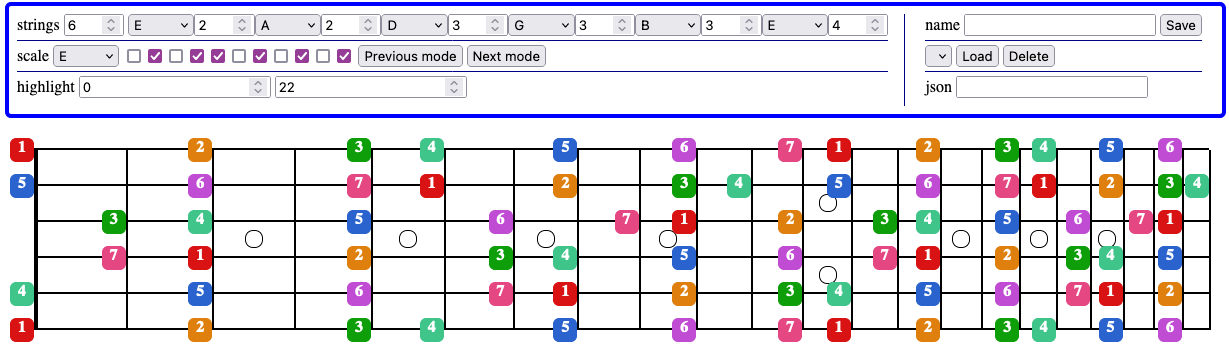 strings 6 E 2 A 2 D 3 G 3 B 3 E 4 name Save
scale E Previous mode Next mode Load Delete
highlight 0 22 json
1 2 3 4 5 6 7 1 2 3 4 5 6
5 6 7 1 2 3 4 5 6 7 1 2 3 4
3 4 5 6 7 1 2 3 4 5 6 7 1
7 1 2 3 4 5 6 7 1 2 3 4 5
4 5 6 7 1 2 3 4 5 6 7 1 2
1 2 3 4 5 6 7 1 2 3 4 5 6